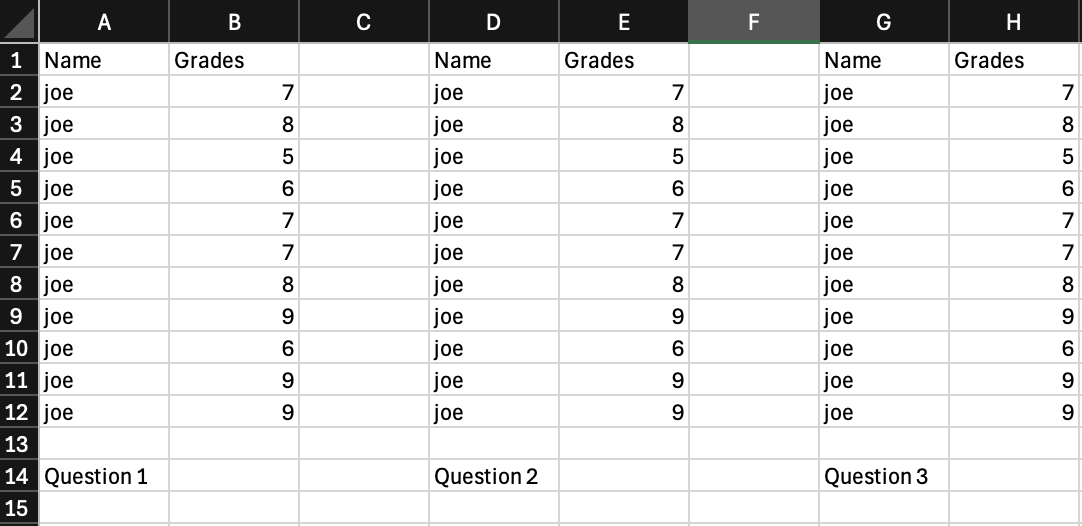 A B C D E F G H
1 Name Grades Name Grades Name Grades
2 joe 7 joe 7 joe 7
3 joe 8 joe 8 joe 8
4 joe 5 joe 5 joe 5
5 joe 6 joe 6 joe 6
6 joe 7 joe 7 joe 7
7 joe 7 joe 7 joe 7
8 joe 8 joe 8 joe 8
9 joe 9 joe 9 joe 9
10 joe 6 joe 6 joe 6
11 joe 9 joe 9 joe 9
12 joe 9 joe 9 joe 9
13
14 Question 1 Question 2 Question 3
15